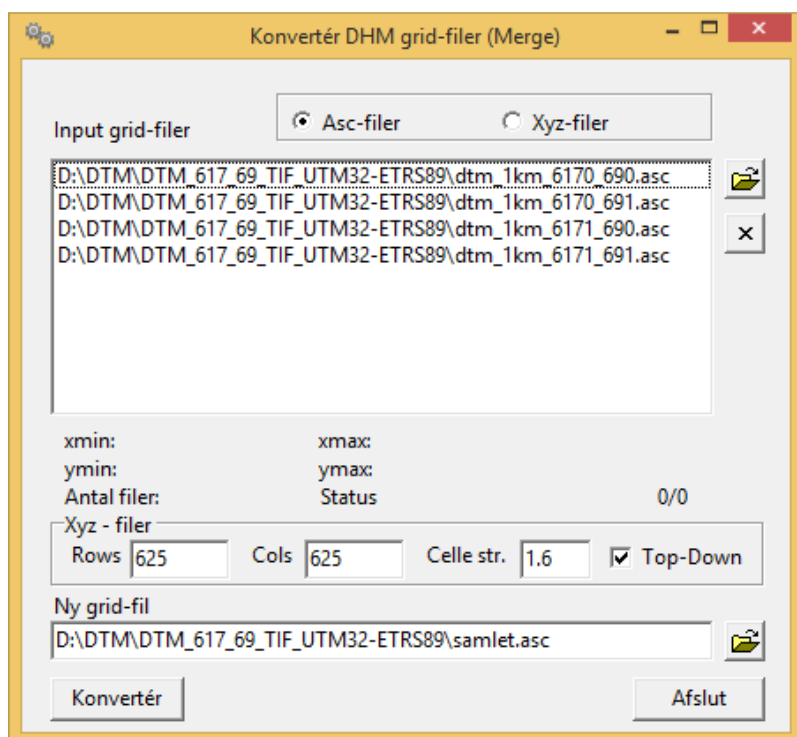 Konvertér DHM grid-filer (Merge)
Input grid-filer Asc-filer Xyz-filer
D:\DTM\DTM_617_69_TIF_UTM32-ETRS89\dtm_1km_6170_690.asc
D:\DTM\DTM_617_69_TIF_UTM32-ETRS89\dtm_1km_6170_691.asc
D:\DTM\DTM_617_69_TIF_UTM32-ETRS89\dtm_1km_6171_690.asc
D:\DTM\DTM_617_69_TIF_UTM32-ETRS89\dtm_1km_6171_691.asc
xmin: xmax:
ymin: ymax:
Antal filer: Status 0/0
Xyz - filer
Rows 625 Cols 625 Celle str. 1.6 Top-Down
Ny grid-fil
D:\DTM\DTM_617_69_TIF_UTM32-ETRS89\samlet.asc
Konvertér Afslut